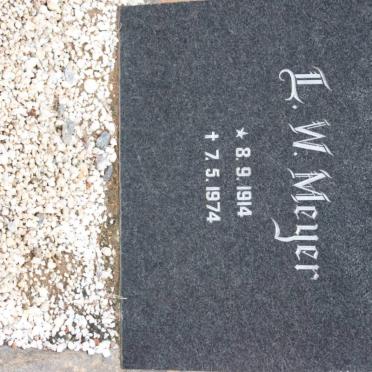 L. W. Meyer
★ 8. 9. 1914
✝ 7. 5. 1974